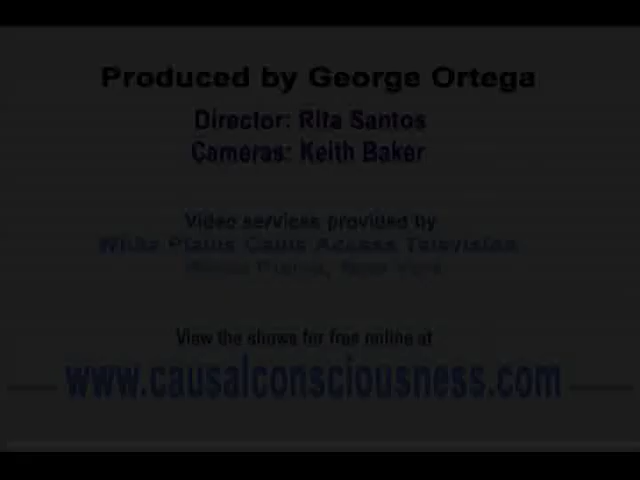 Produced by George Ortega
Director: Rita Santos
Cameras: Keith Baker
Video services provided by
White Plains Cable Access Television
White Plains, New York
View the shows for free online at
www.causalconsciousness.com